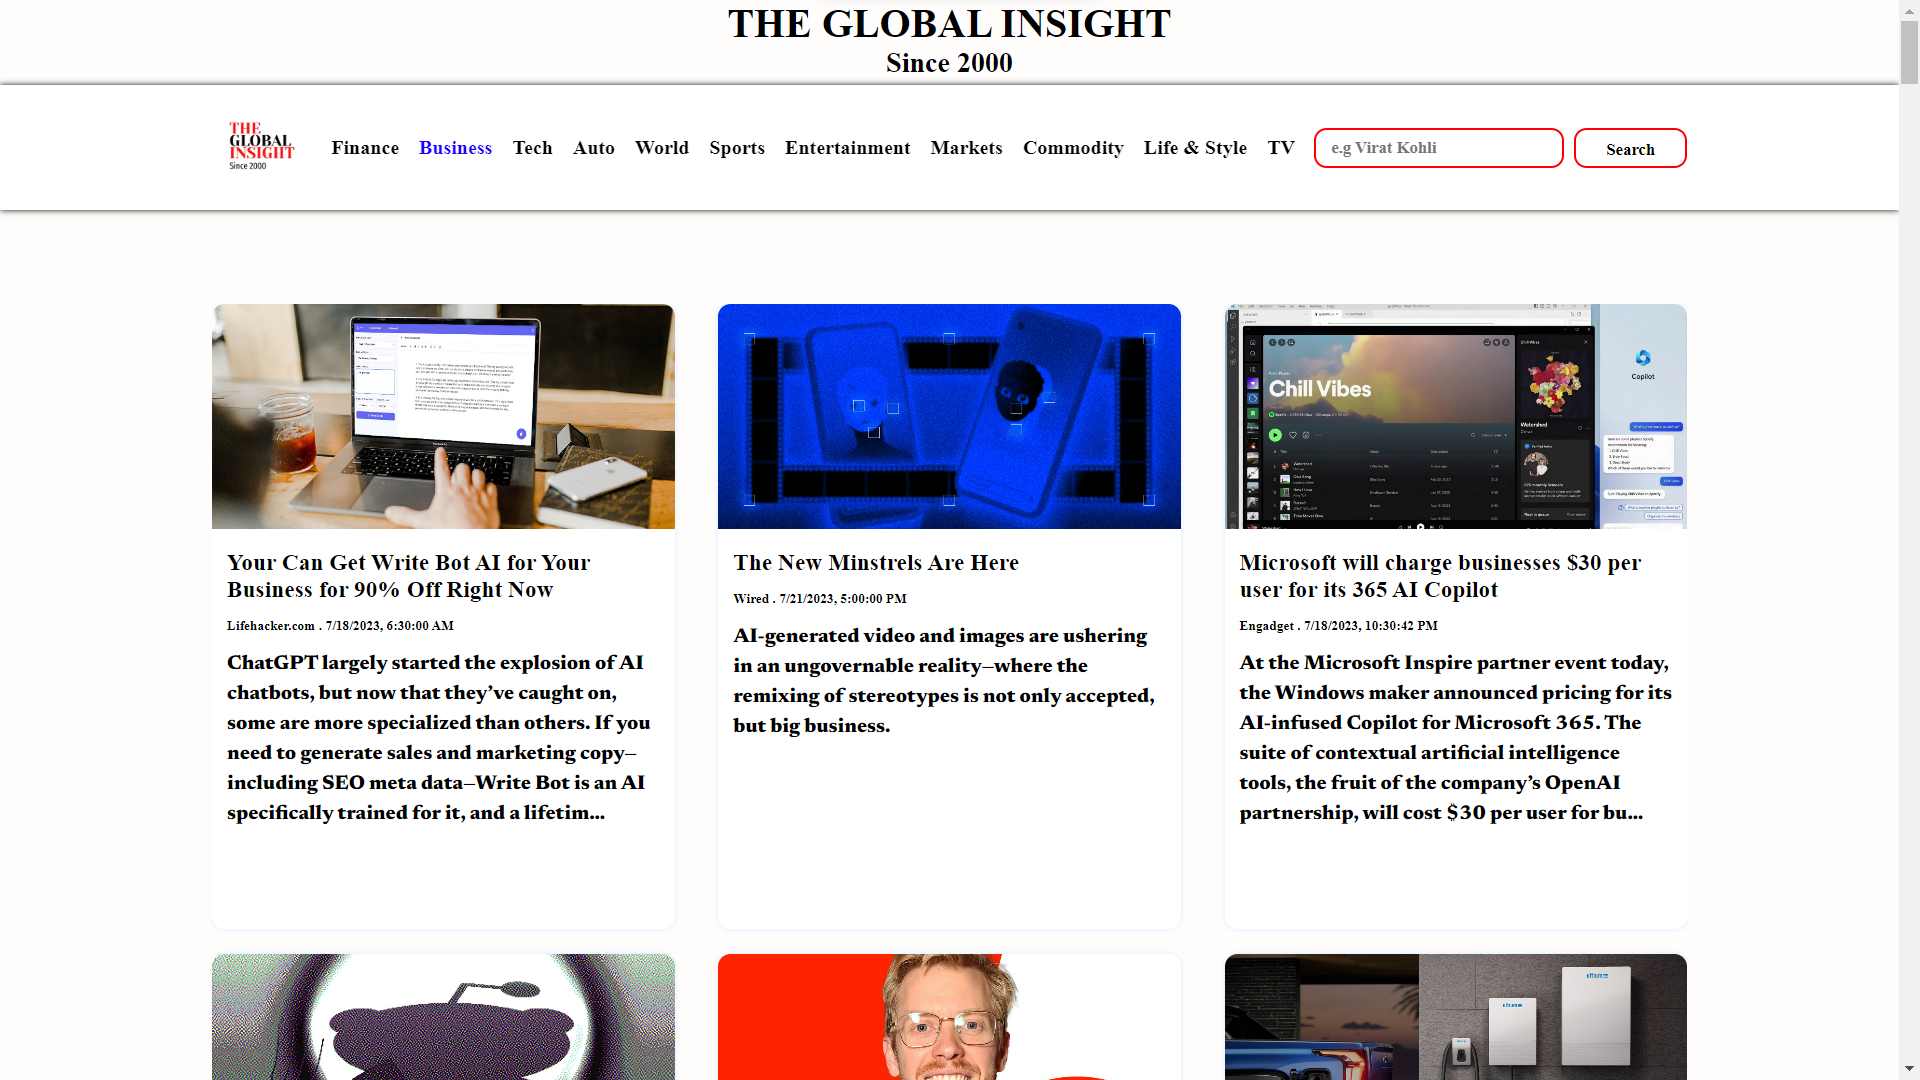 THE GLOBAL INSIGHT
Since 2000
THE
GLOBAL
INSIGHT
Since 2000
Finance Business Tech Auto World Sports Entertainment Markets Commodity Life & Style TV e.g Virat Kohli Search
Chill Vibes
Watershed
Copilot
Your Can Get Write Bot AI for Your
Business for 90% Off Right Now
Lifehacker.com . 7/18/2023, 6:30:00 AM
ChatGPT largely started the explosion of AI
chatbots, but now that they’ve caught on,
some are more specialized than others. If you
need to generate sales and marketing copy—
including SEO meta data—Write Bot is an AI
specifically trained for it, and a lifetim...
The New Minstrels Are Here
Wired . 7/21/2023, 5:00:00 PM
AI-generated video and images are ushering
in an ungovernable reality—where the
remixing of stereotypes is not only accepted,
but big business.
Microsoft will charge businesses $30 per
user for its 365 AI Copilot
Engadget . 7/18/2023, 10:30:42 PM
At the Microsoft Inspire partner event today,
the Windows maker announced pricing for its
AI-infused Copilot for Microsoft 365. The
suite of contextual artificial intelligence
tools, the fruit of the company’s OpenAI
partnership, will cost $30 per user for bu...
ultium
ultium